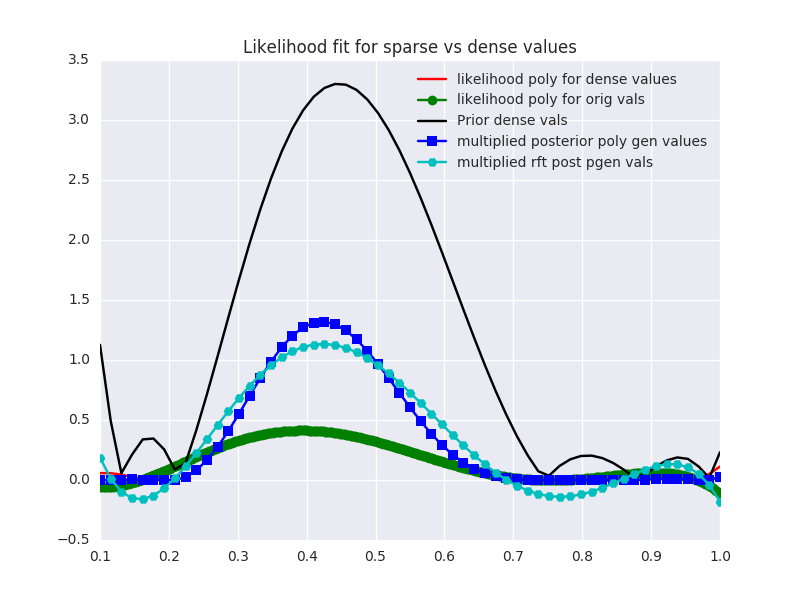 Likelihood fit for sparse vs dense values
3.5
3.0
2.5
2.0
1.5
1.0
0.5
0.0
−0.5
likelihood poly for dense values
likelihood poly for orig vals
Prior dense vals
multiplied posterior poly gen values
multiplied rft post pgen vals
0.1 0.2 0.3 0.4 0.5 0.6 0.7 0.8 0.9 1.0